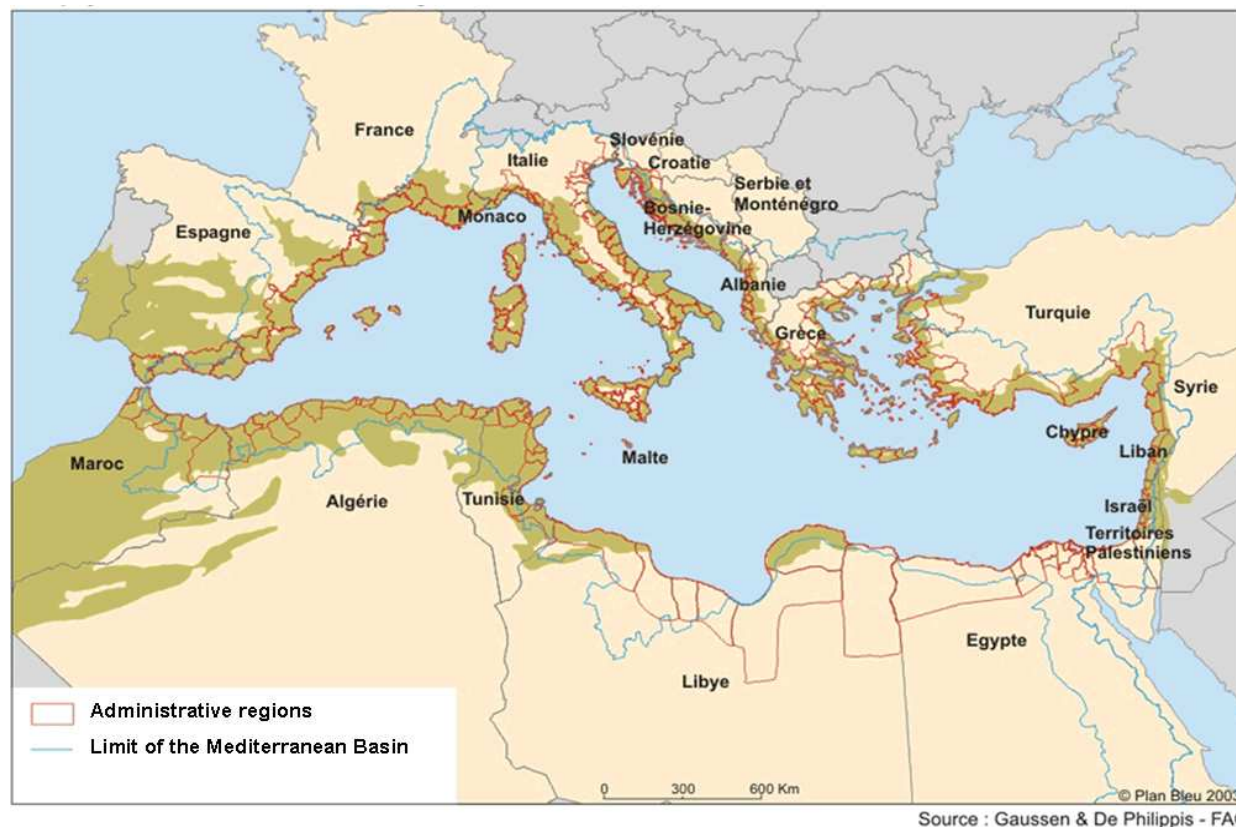 France
Slovénie
Italie
Croatie
Serbie et
Monténégro
Bosnie-
Herzégovine
Monaco
Espagne
Albanie
Grèce
Turquie
Syrie
Chypre
Liban
Malte
Maroc
Algérie
Tunisie
Israël
Territoires
Palestiniens
Egypte
Libye
Administrative regions
Limit of the Mediterranean Basin
0 300 600 Km
© Plan Bleu 2003
Source : Gaussen & De Philippis - FAO